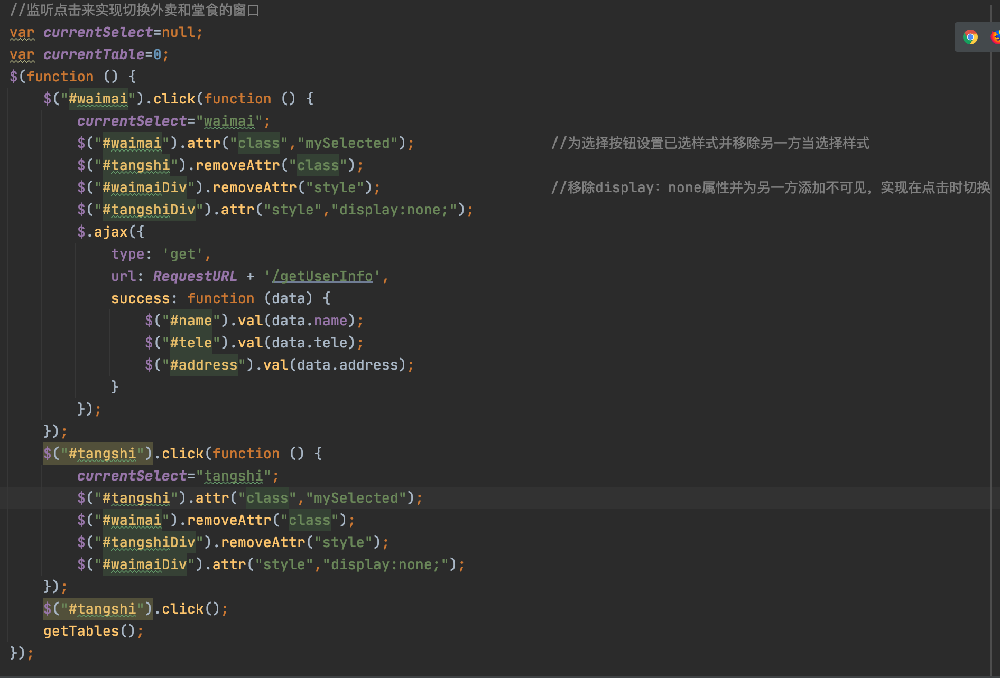 //监听点击来实现切换外卖和堂食的窗口
var currentSelect=null;
var currentTable=0;
$(function () {
    $("#waimai").click(function () {
        currentSelect="waimai";
        $("#waimai").attr("class","mySelected");                //为选择按钮设置已选样式并移除另一方当选择样式
        $("#tangshi").removeAttr("class");
        $("#waimaiDiv").removeAttr("style");                    //移除display：none属性并为另一方添加不可见，实现在点击时切换
        $("#tangshiDiv").attr("style","display:none;");
        $.ajax({
            type: 'get',
            url: RequestURL + '/getUserInfo',
            success: function (data) {
                $("#name").val(data.name);
                $("#tele").val(data.tele);
                $("#address").val(data.address);
            }
        });
    });
    $("#tangshi").click(function () {
        currentSelect="tangshi";
        $("#tangshi").attr("class","mySelected");
        $("#waimai").removeAttr("class");
        $("#tangshiDiv").removeAttr("style");
        $("#waimaiDiv").attr("style","display:none;");
    });
    $("#tangshi").click();
    getTables();
});